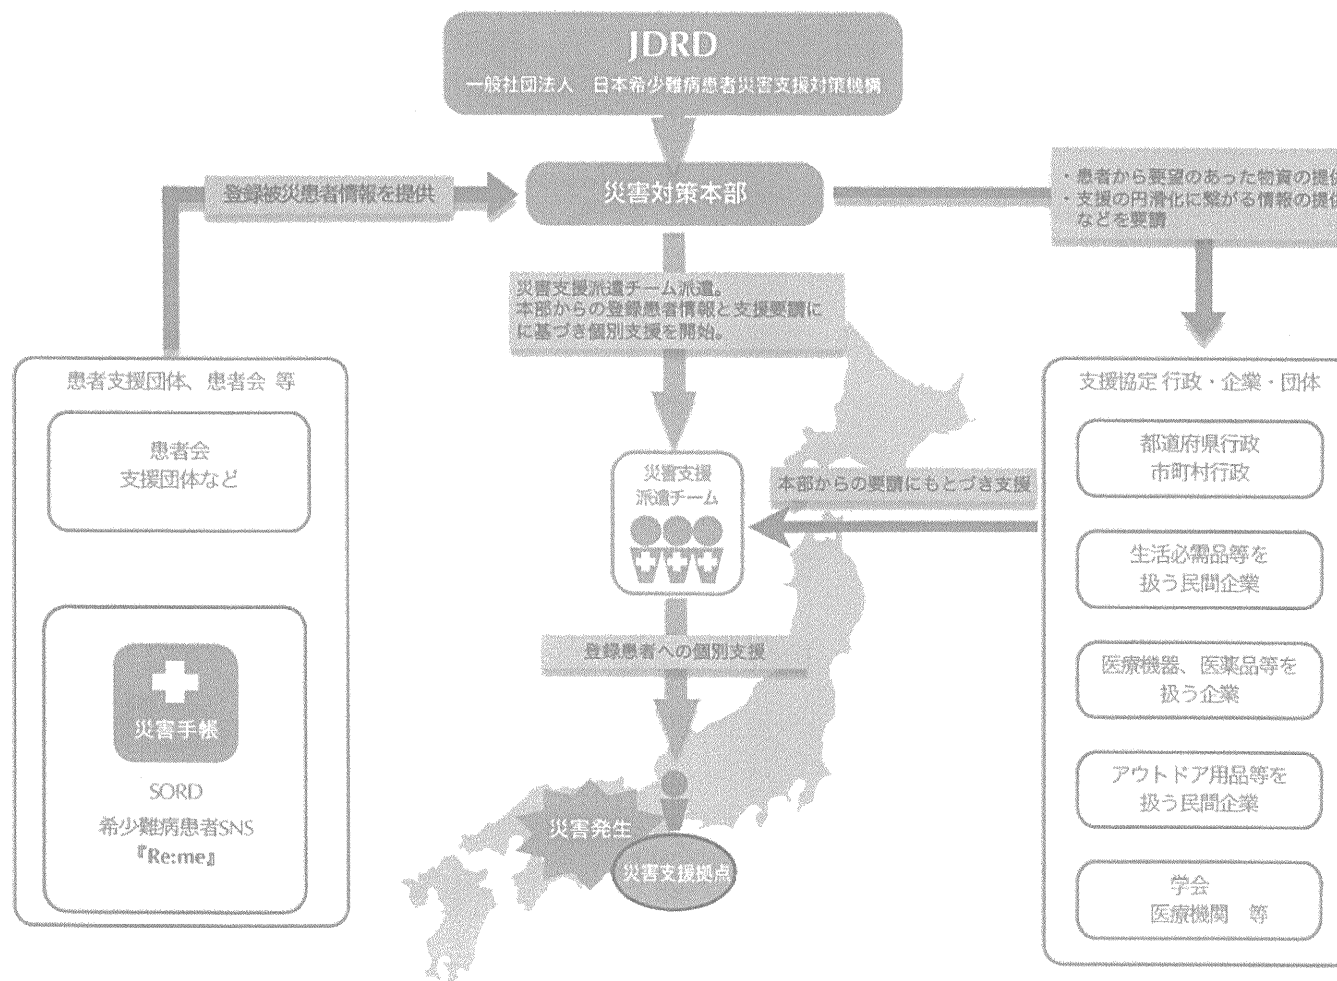 JDRD
一般社団法人　日本希少難病患者災害支援対策機構
災害対策本部
登録被災患者情報を提供
・患者から要望のあった物資の提供
・支援の円滑化に繋がる情報の提供
などを要請
災害支援派遣チーム派遣。
本部からの登録患者情報と支援要請に
に基づき個別支援を開始。
患者支援団体、患者会 等
患者会
支援団体など
災害手帳
SORD
希少難病患者SNS
『Re:me』
災害支援
派遣チーム
本部からの要請にもとづき支援
登録患者への個別支援
災害発生
災害支援拠点
支援協定 行政・企業・団体
都道府県行政
市町村行政
生活必需品等を
扱う民間企業
医療機器、医薬品等を
扱う企業
アウトドア用品等を
扱う民間企業
学会
医療機関　等